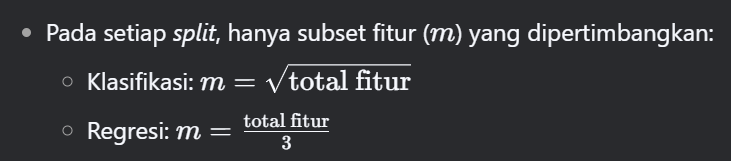 • Pada setiap split, hanya subset fitur (m) yang dipertimbangkan:
○ Klasifikasi: m = √total fitur
○ Regresi: m = total fitur / 3